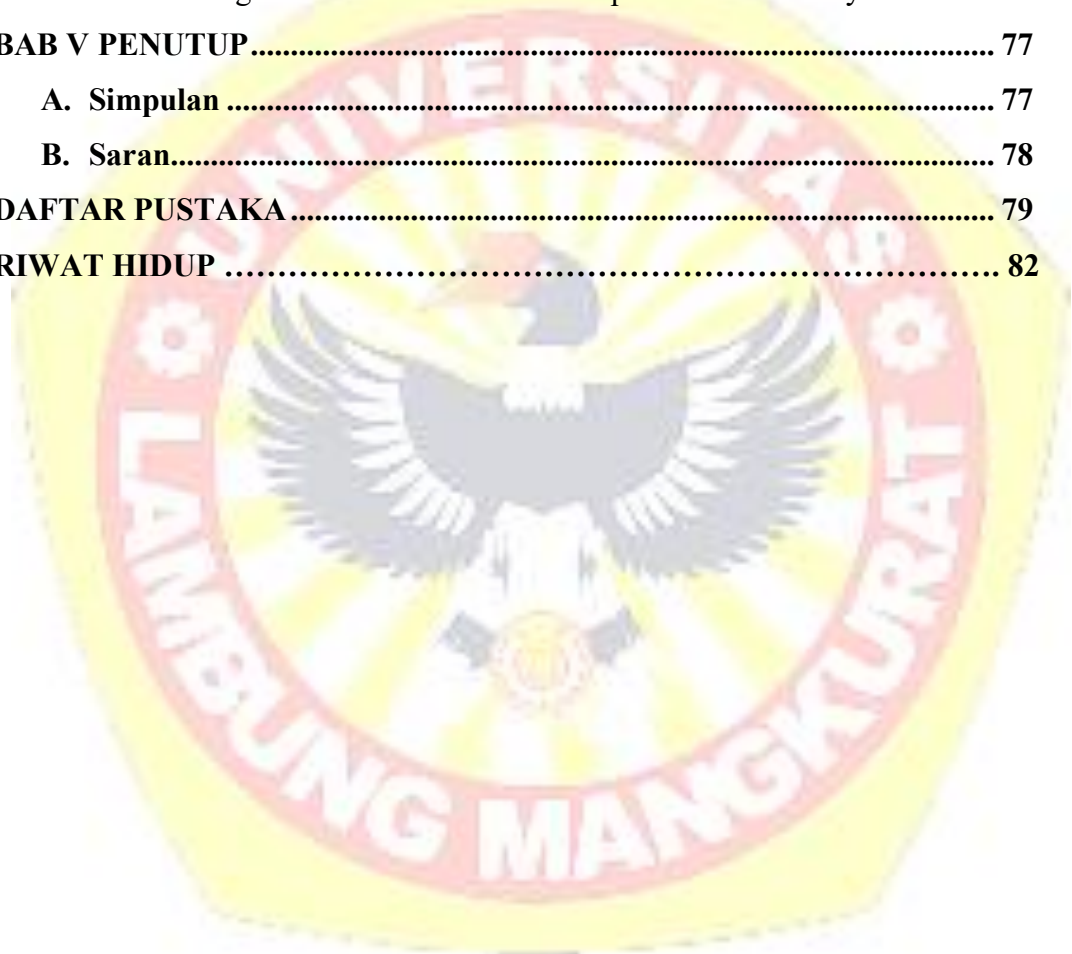 BAB V PENUTUP.......................................................................................... 77
A. Simpulan ............................................................................................. 77
B. Saran.................................................................................................... 78
DAFTAR PUSTAKA..................................................................................... 79
RIWAT HIDUP ………………………………………………………………… 82
UNIVERSITAS
LAMBUNG MANGKURAT